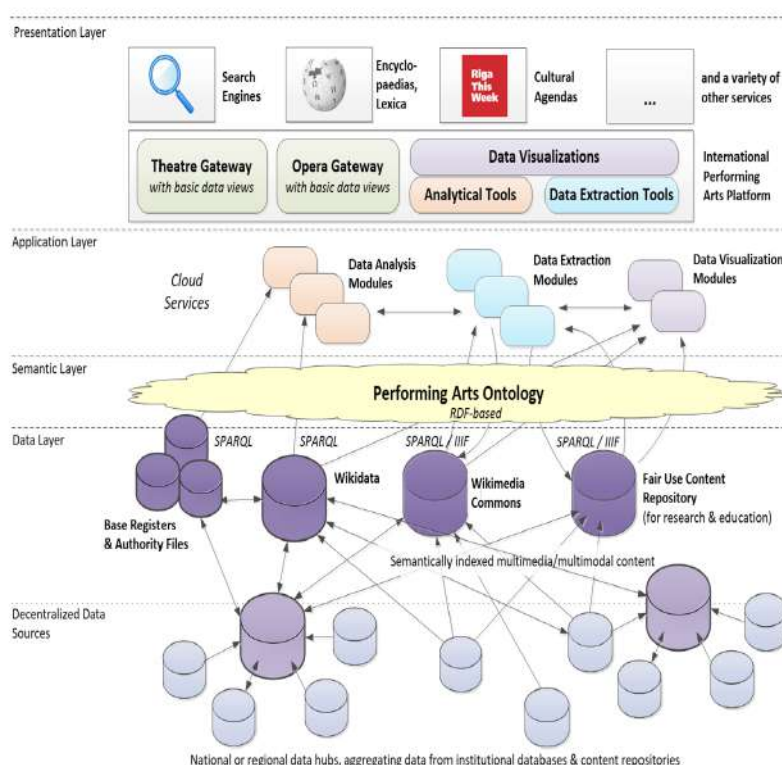 Presentation Layer
Search
Engines
Encyclo-
paedias,
Lexica
Riga
This
Week
Cultural
Agendas
...
and a variety of
other services
Theatre Gateway
with basic data views
Opera Gateway
with basic data views
Data Visualizations
Analytical Tools
Data Extraction Tools
International
Performing
Arts Platform
Application Layer
Cloud
Services
Data Analysis
Modules
Data Extraction
Modules
Data Visualization
Modules
Semantic Layer
Performing Arts Ontology
RDF-based
Data Layer
SPARQL
SPARQL
SPARQL / IIIF
SPARQL / IIIF
Base Registers
& Authority Files
Wikidata
Wikimedia
Commons
Fair Use Content
Repository
(for research & education)
Semantically indexed multimedia/multimodal content
Decentralized Data
Sources
National or regional data hubs, aggregating data from institutional databases & content repositories